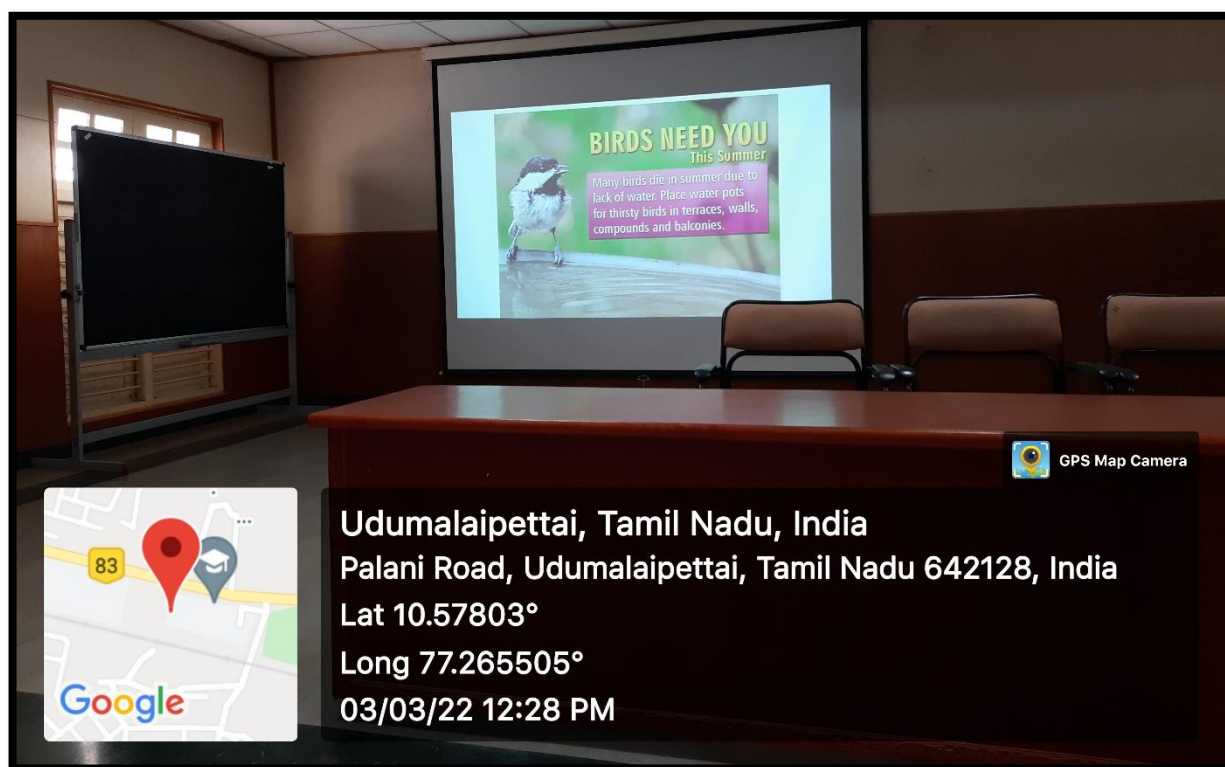 BIRDS NEED YOU
This Summer
Many birds die in summer due to
lack of water. Place water pots
for thirsty birds in terraces, walls,
compounds and balconies.
GPS Map Camera
83
Google
Udumalaipettai, Tamil Nadu, India
Palani Road, Udumalaipettai, Tamil Nadu 642128, India
Lat 10.57803°
Long 77.265505°
03/03/22 12:28 PM